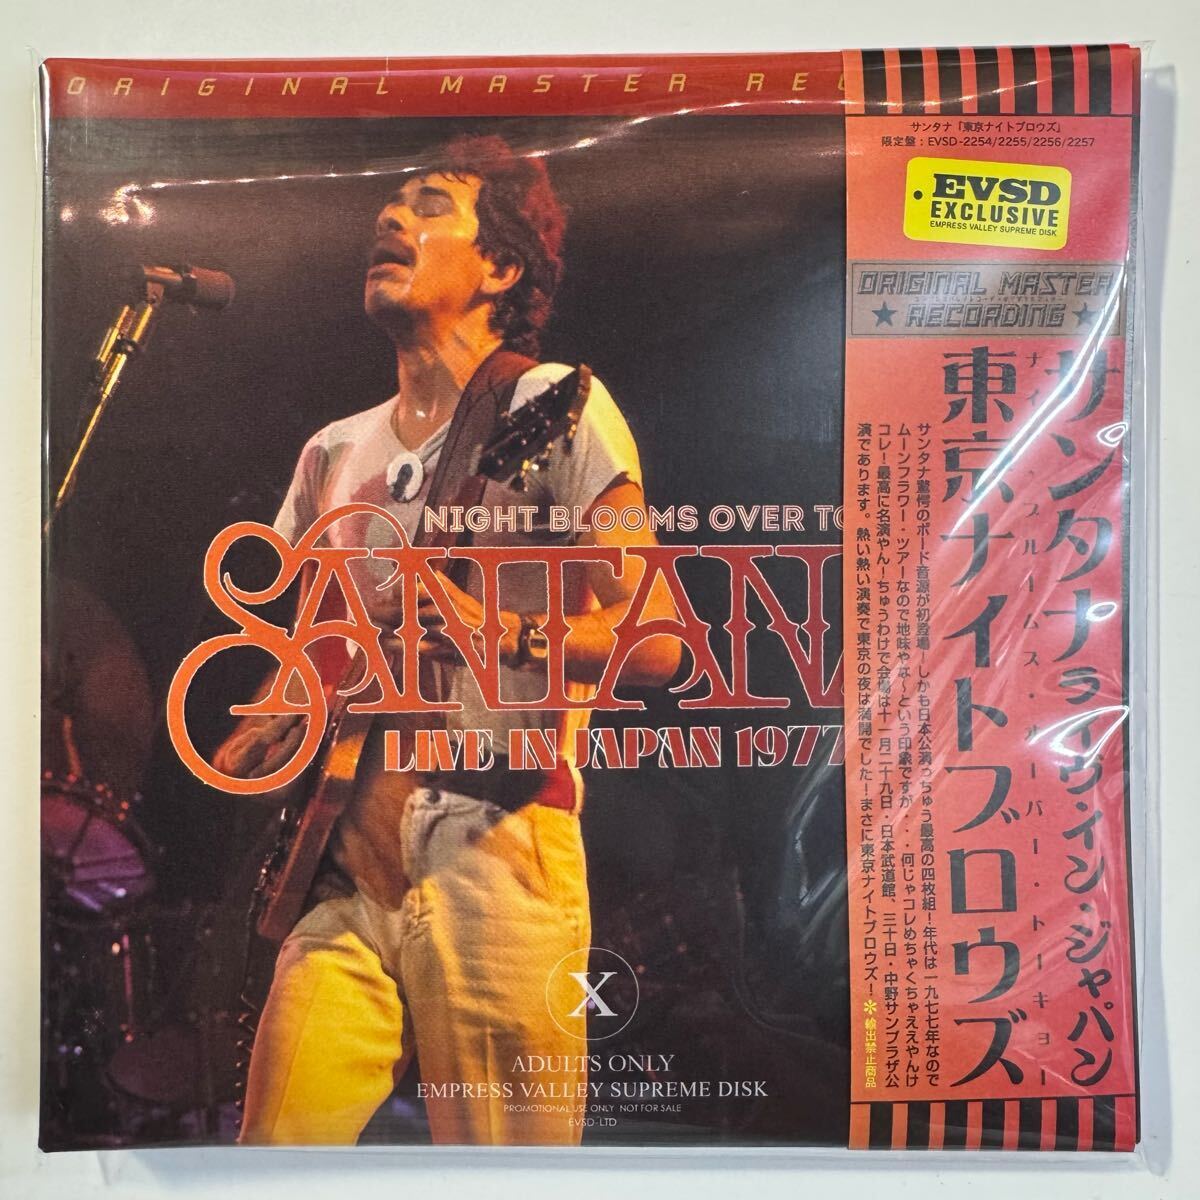 ORIGINAL MASTER REC
NIGHT BLOOMS OVER TO
SANTANA
LIVE IN JAPAN 1977
X
ADULTS ONLY
EMPRESS VALLEY SUPREME DISK
PROMOTIONAL USE ONLY NOT FOR SALE
EVSD-LTD
サンタナ「東京ナイトブロウズ」
限定盤：EVSD-2254/2255/2256/2257
EVSD
EXCLUSIVE
EMPRESS VALLEY SUPREME DISK
ORIGINAL MASTER
RECORDING
サンタナ ライヴ・イン・ジャパン
ナイト・ブルームス・オーバー・トーキョー
東京ナイトブロウズ
サンタナ驚愕のボード音源が初登場！しかも日本公演っちゅう最高の四枚組！年代は一九七七年なので
ムーンフラワー・ツアーなので地味やな〜という印象ですが...何じゃコレめちゃくちゃええやんけ
コレ！最高に名演やん！ちゅうわけで会場は十一月二十九日・日本武道館、三十日・中野サンプラザ公
演であります。熱い熱い演奏で東京の夜は満開でした！まさに東京ナイトブロウズ！
＊輸出禁止商品